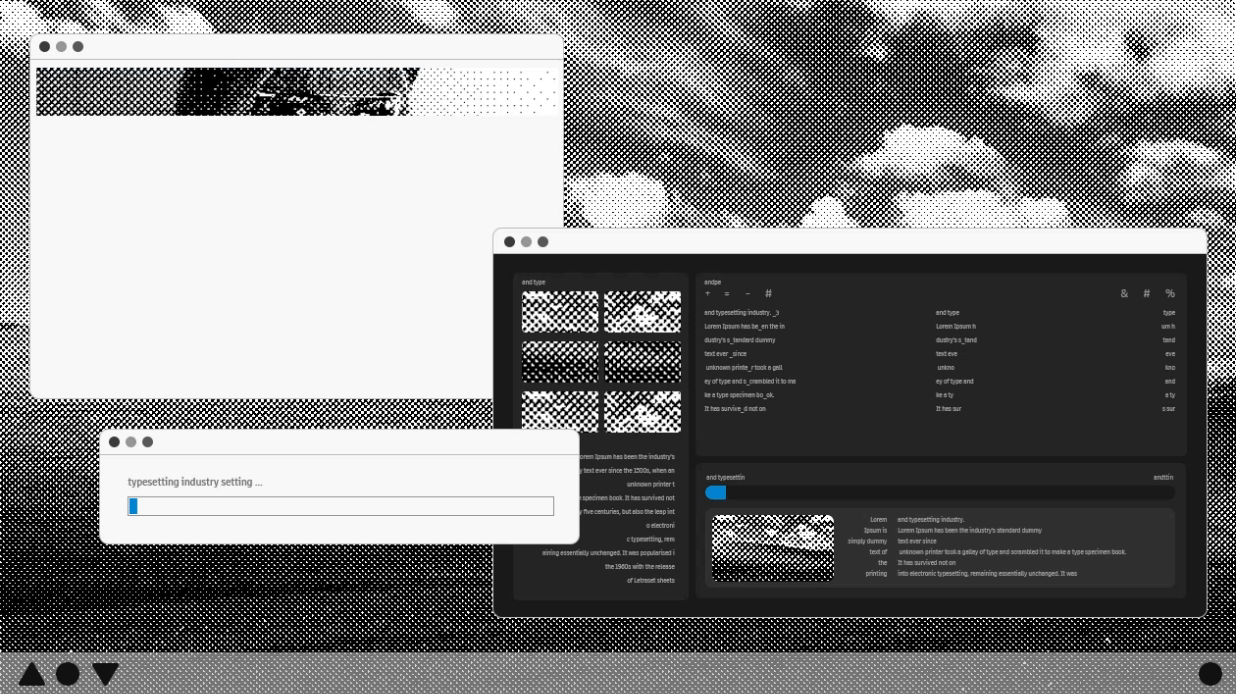 typesetting industry setting ...
and type
orem Ipsum has been the industry's
y text ever since the 1500s, when an
unknown printer t
specimen book. It has survived not
y five centuries, but also the leap int
o electroni
c typesetting, rem
aining essentially unchanged. It was popularised i
the 1960s with the release
of Letraset sheets
andpe
+ = - # & # %
and typesetting industry. _) and type type
Lorem Ipsum has be_en the in Lorem Ipsum h um h
dustry's s_tandard dummy dustry's s_tand tand
text ever _since text eve eve
unknown printe_r took a gall unkno kno
ey of type and s_crambled it to ma ey of type and and
ke a type specimen bo_ok. ke a ty a ty
It has survive_d not on It has sur s sur
and typesettin andttin
Lorem and typesetting industry.
Ipsum is Lorem Ipsum has been the industry's standard dummy
simply dummy text ever since
text of unknown printer took a galley of type and scrambled it to make a type specimen book.
the It has survived not on
printing into electronic typesetting, remaining essentially unchanged. It was